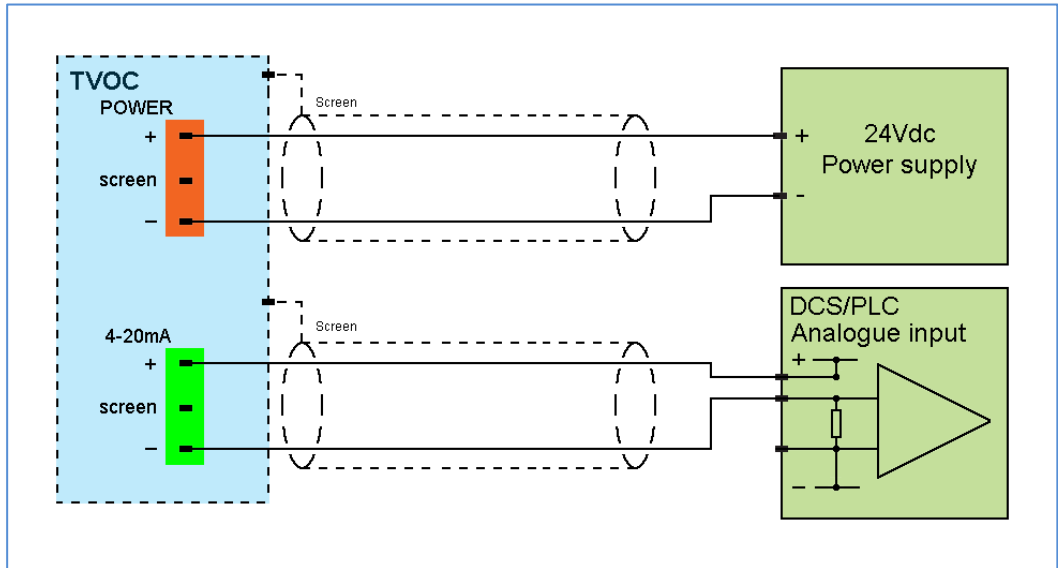 TVOC
POWER
+
screen
–
Screen
+
–
24Vdc
Power supply
4-20mA
+
screen
–
Screen
DCS/PLC
Analogue input
+
–